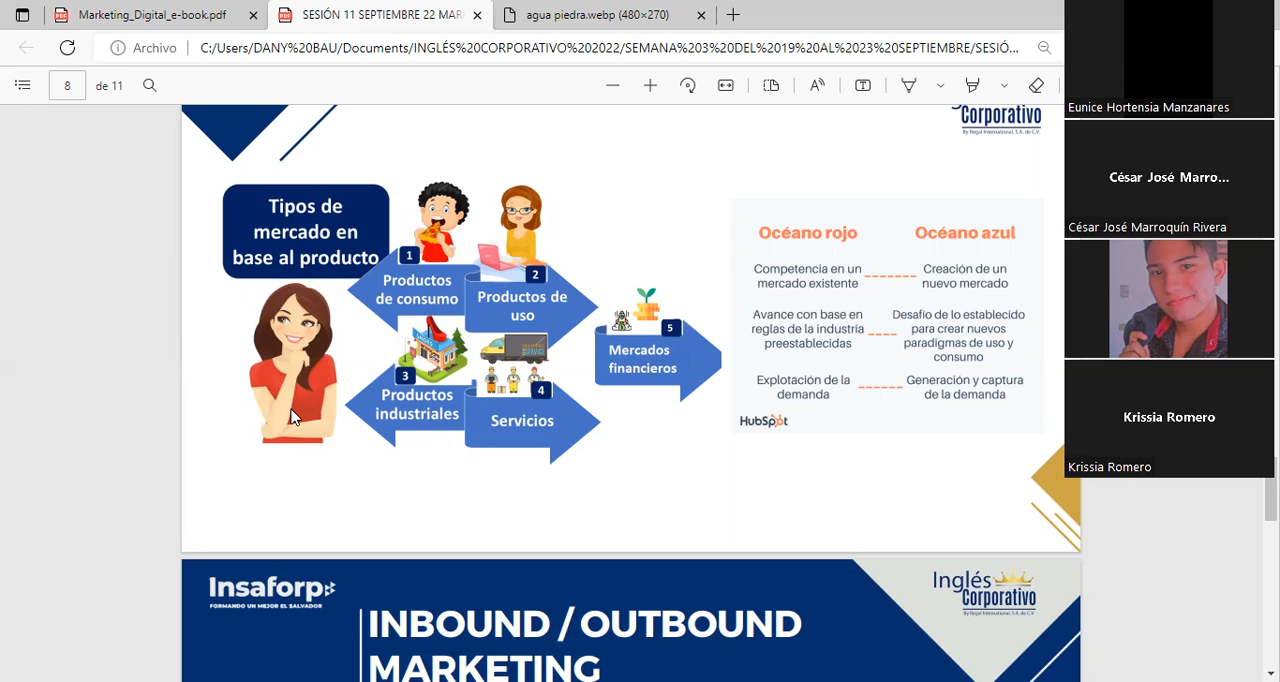 Marketing_Digital_e-book.pdf
SESIÓN 11 SEPTIEMBRE 22 MAR
agua piedra.webp (480×270)
Archivo
C:/Users/DANY%20BAU/Documents/INGLÉS%20CORPORATIVO%202022/SEMANA%203%20DEL%2019%20AL%2023%20SEPTIEMBRE/SESIÓ...
8
de 11
Corporativo
By Regal International, S.A. de C.V.
Tipos de
mercado en
base al producto
1
Productos
de consumo
2
Productos de
uso
3
Productos
industriales
4
Servicios
5
Mercados
financieros
Océano rojo
Océano azul
Competencia en un
mercado existente
Creación de un
nuevo mercado
Avance con base en
reglas de la industria
preestablecidas
Desafío de lo establecido
para crear nuevos
paradigmas de uso y
consumo
Explotación de la
demanda
Generación y captura
de la demanda
HubSpot
Insaforp
FORMANDO UN MEJOR EL SALVADOR
INBOUND / OUTBOUND
MARKETING
Inglés
Corporativo
By Regal International, S.A. de C.V.
Eunice Hortensia Manzanares
César José Marro...
César José Marroquín Rivera
Krissia Romero
Krissia Romero